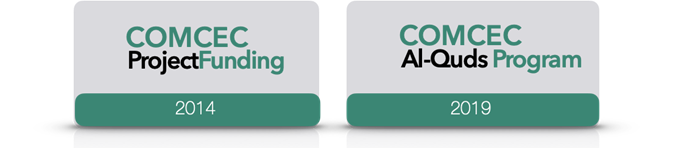 COMCEC
ProjectFunding
2014
COMCEC
Al-Quds Program
2019